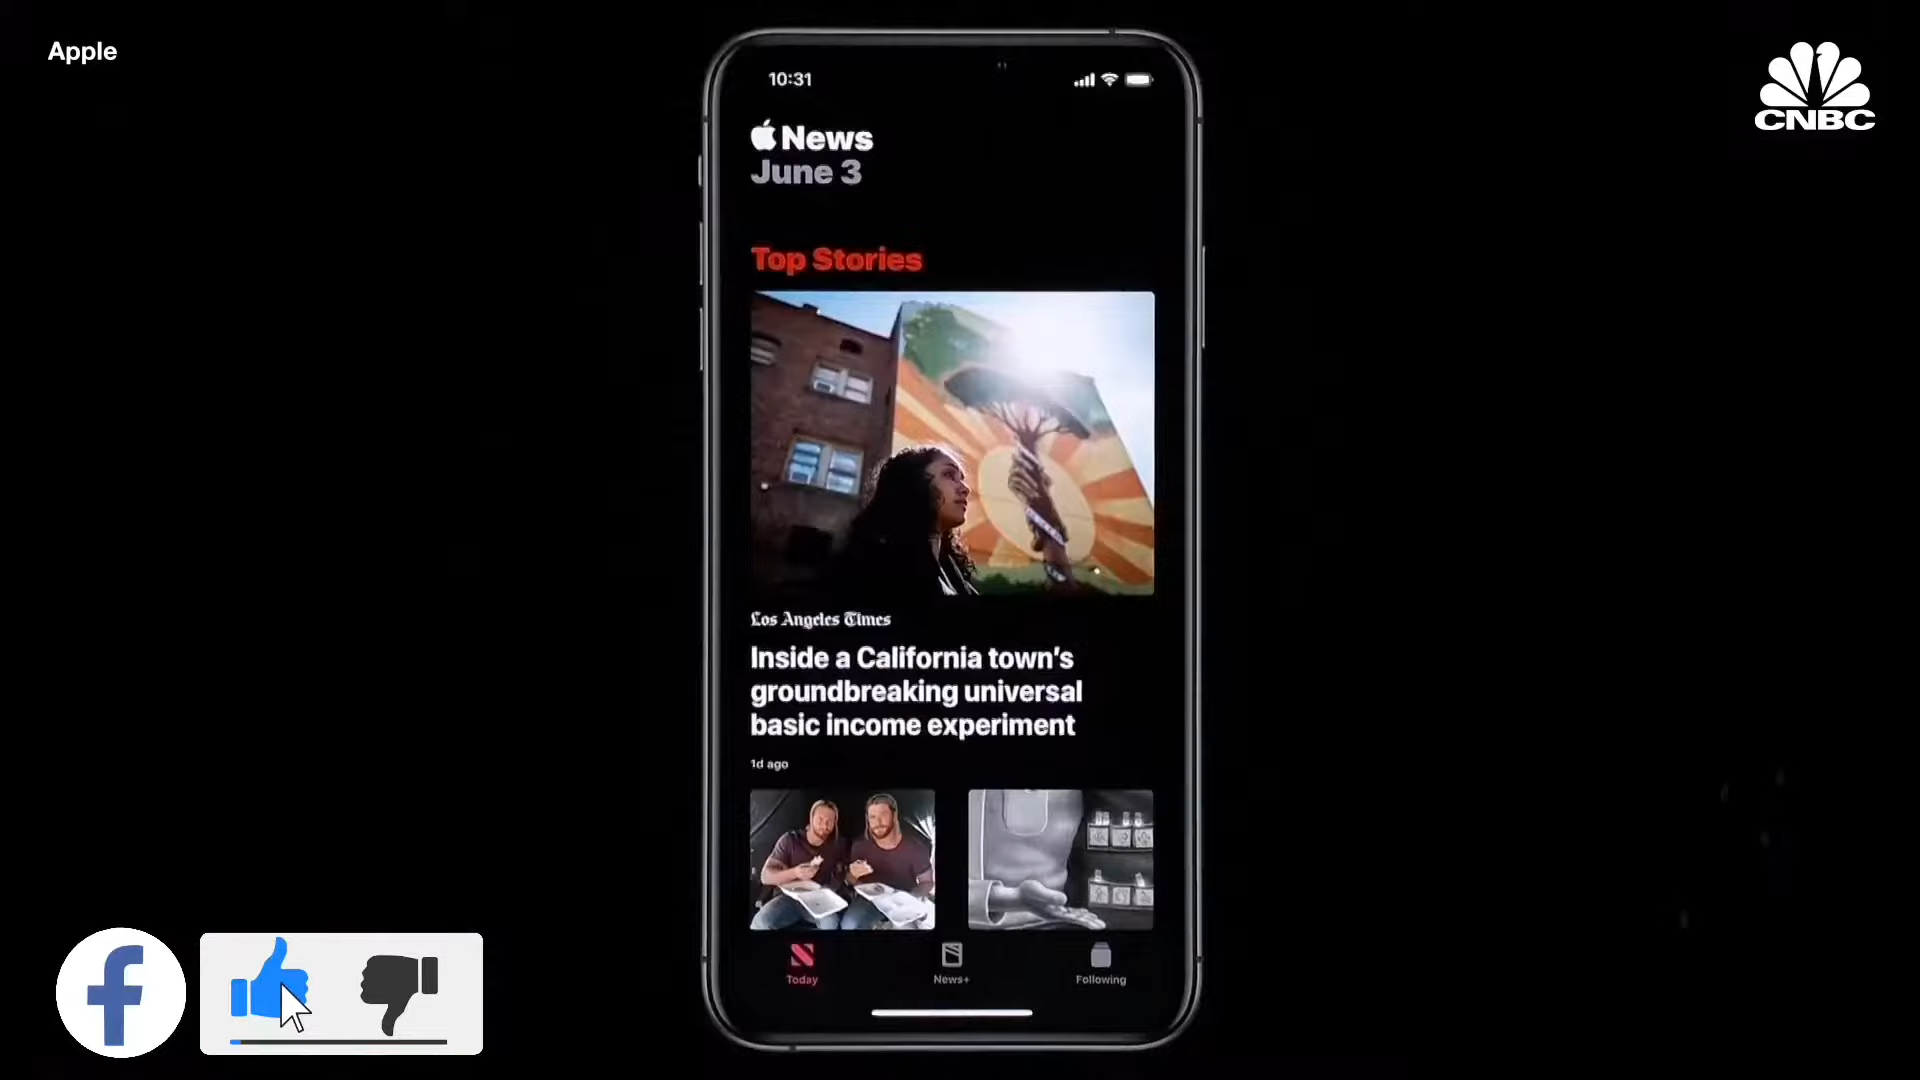 Apple
CNBC
10:31
News
June 3
Top Stories
Los Angeles Times
Inside a California town's
groundbreaking universal
basic income experiment
1d ago
Today
News+
Following